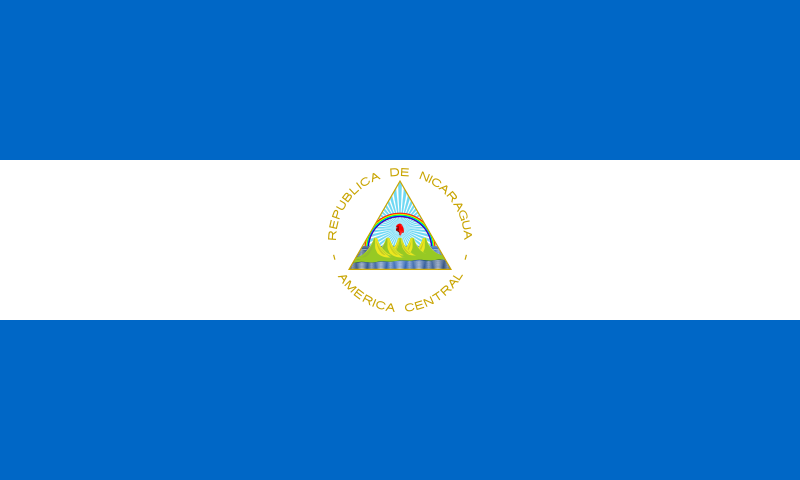 REPUBLICA DE NICARAGUA
- AMERICA CENTRAL -